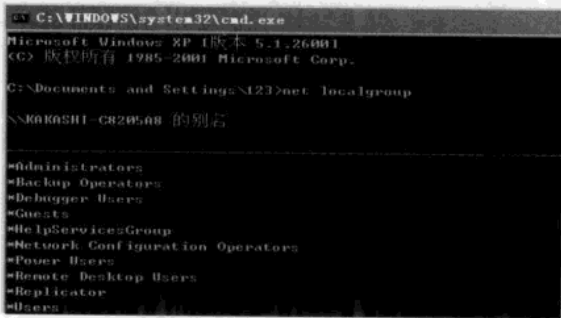 C:\WINDOWS\system32\cmd.exe
Microsoft Windows XP [版本 5.1.2600]
(C) 版权所有 1985-2001 Microsoft Corp.
C:\Documents and Settings\123>net localgroup
\\KAKASHI-C8205A8 的别名
*Administrators
*Backup Operators
*Debugger Users
*Guests
*HelpServicesGroup
*Network Configuration Operators
*Power Users
*Remote Desktop Users
*Replicator
*Users